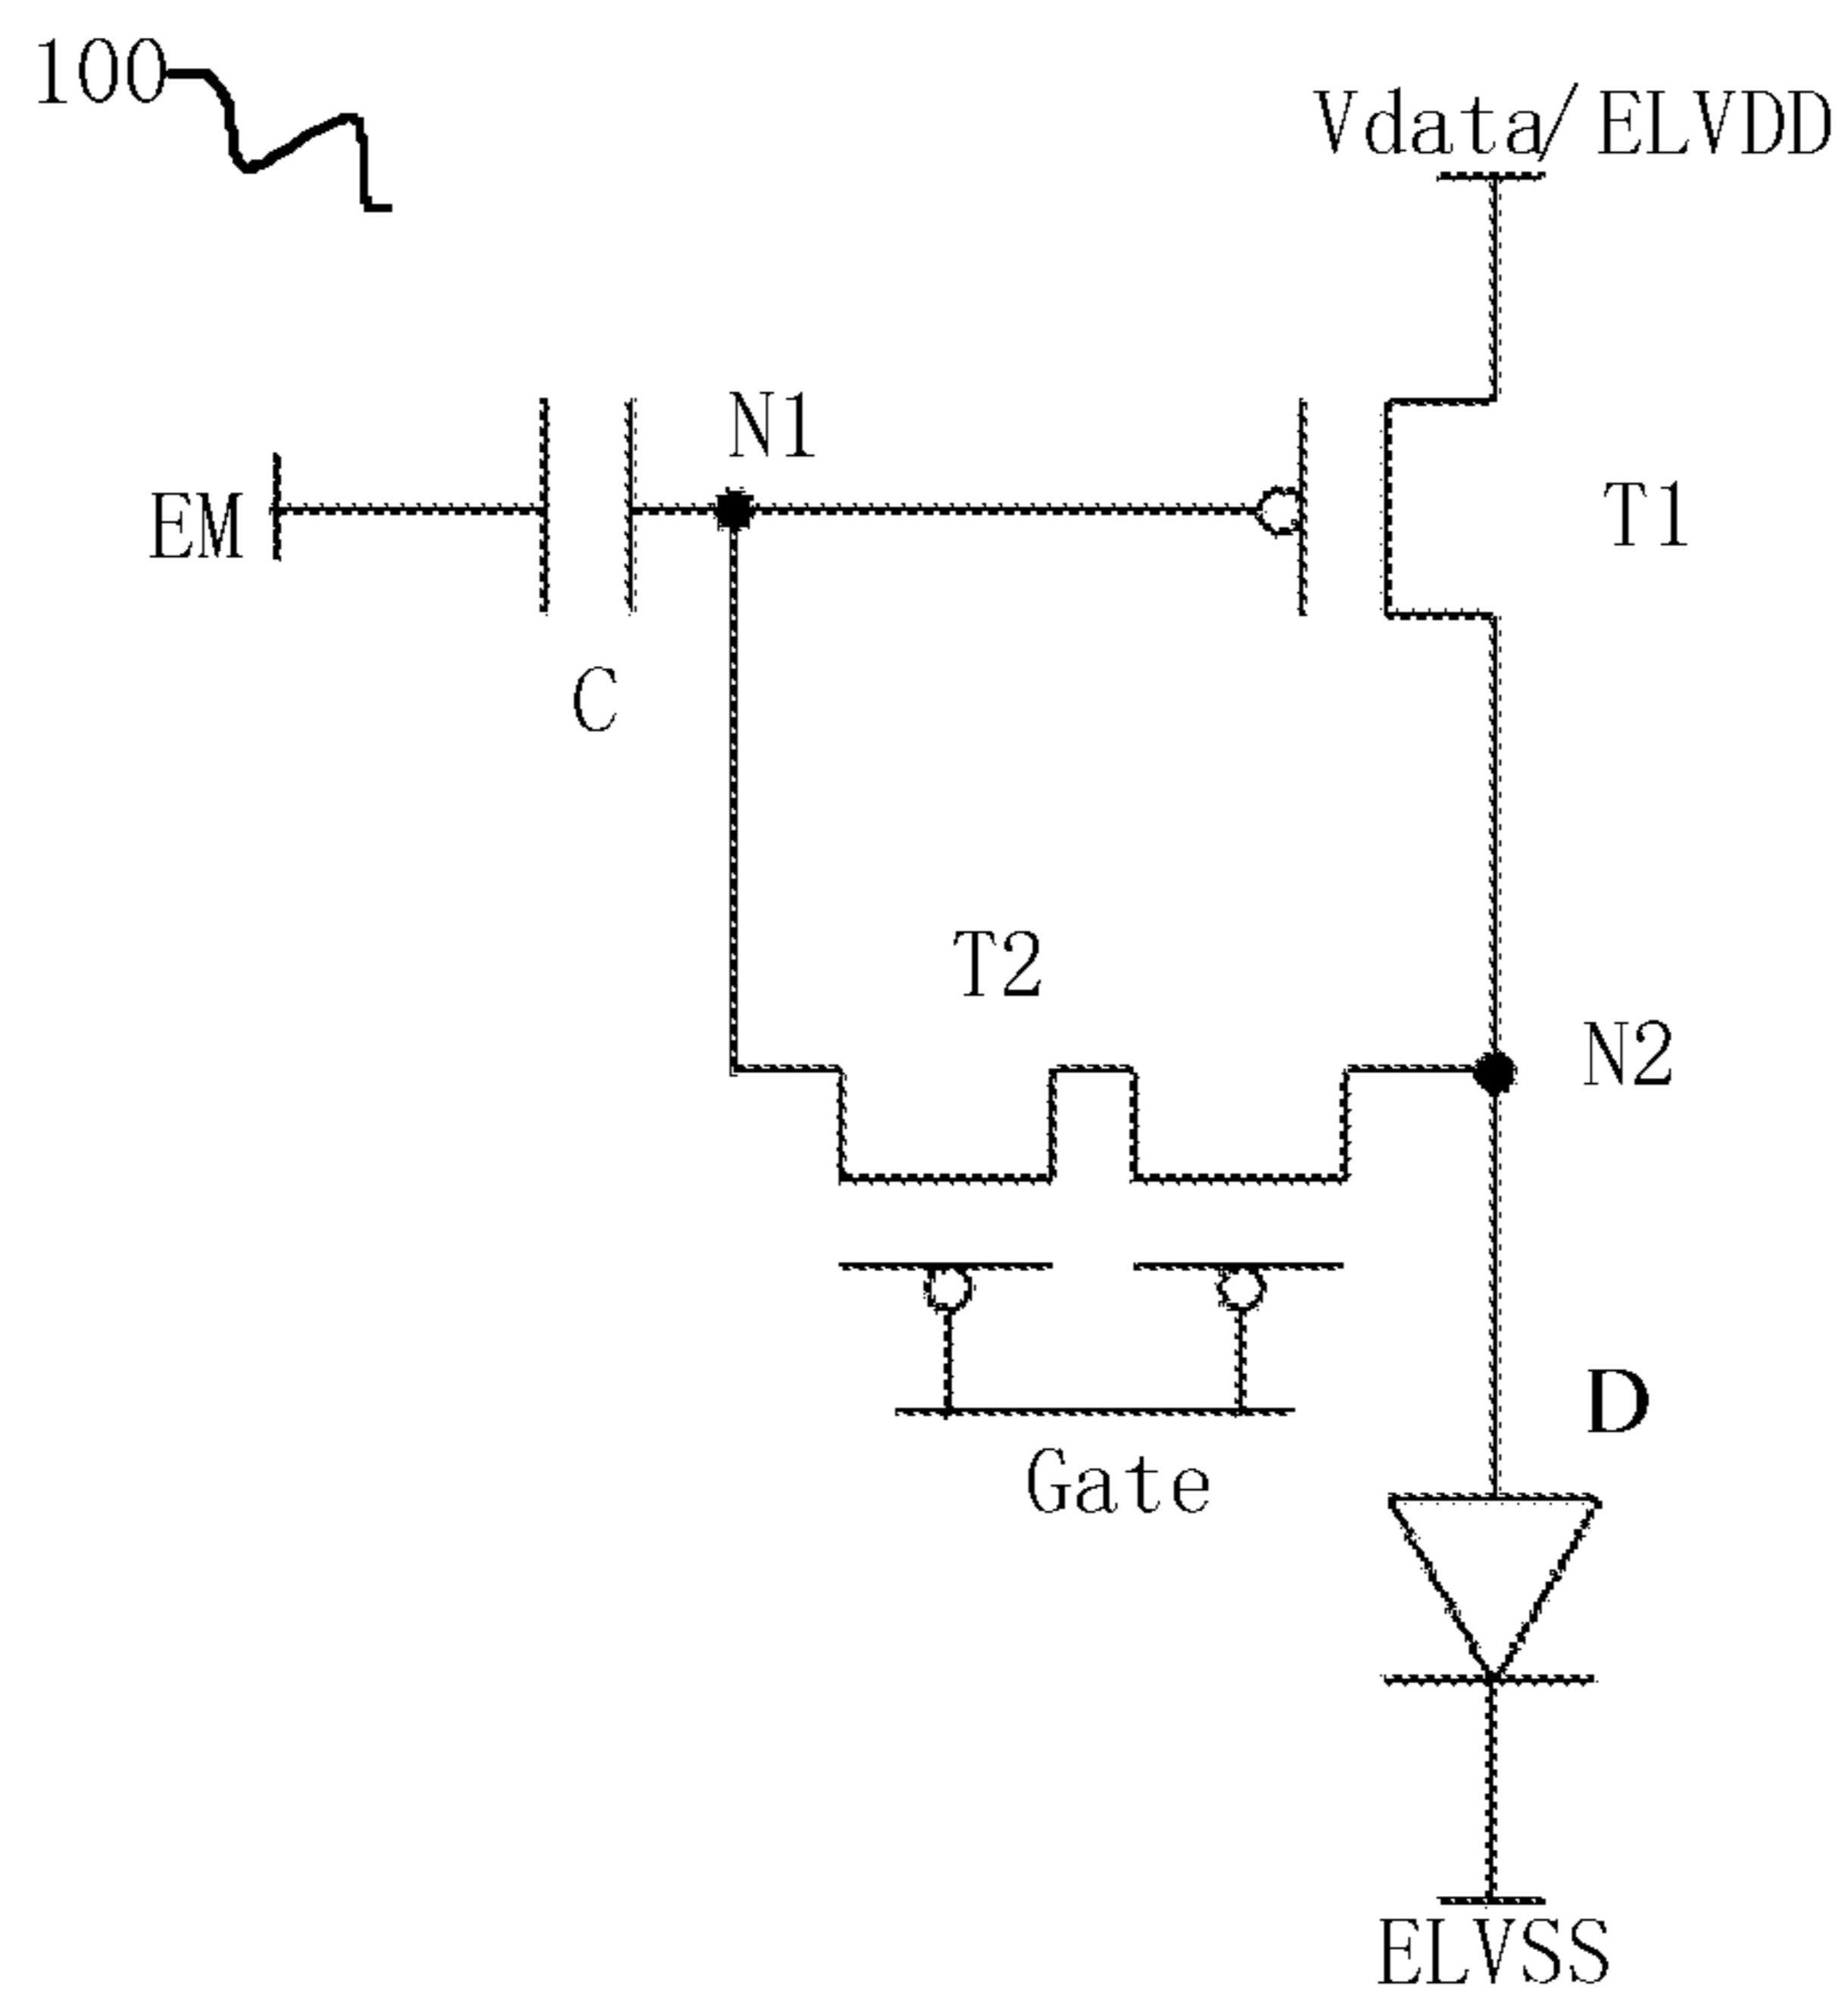 100
Vdata/ELVDD
N1
EM
T1
C
T2
N2
D
Gate
ELVSS